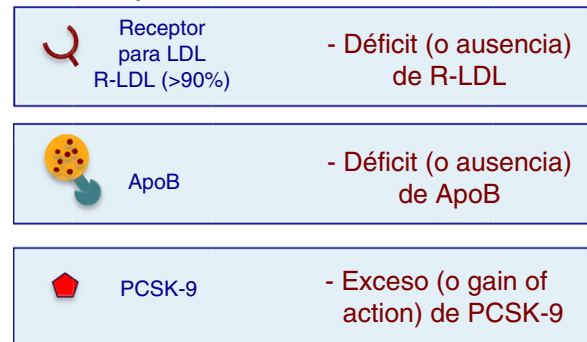 Receptor
para LDL
R-LDL (>90%)
- Déficit (o ausencia)
de R-LDL
ApoB
- Déficit (o ausencia)
de ApoB
PCSK-9
- Exceso (o gain of
action) de PCSK-9